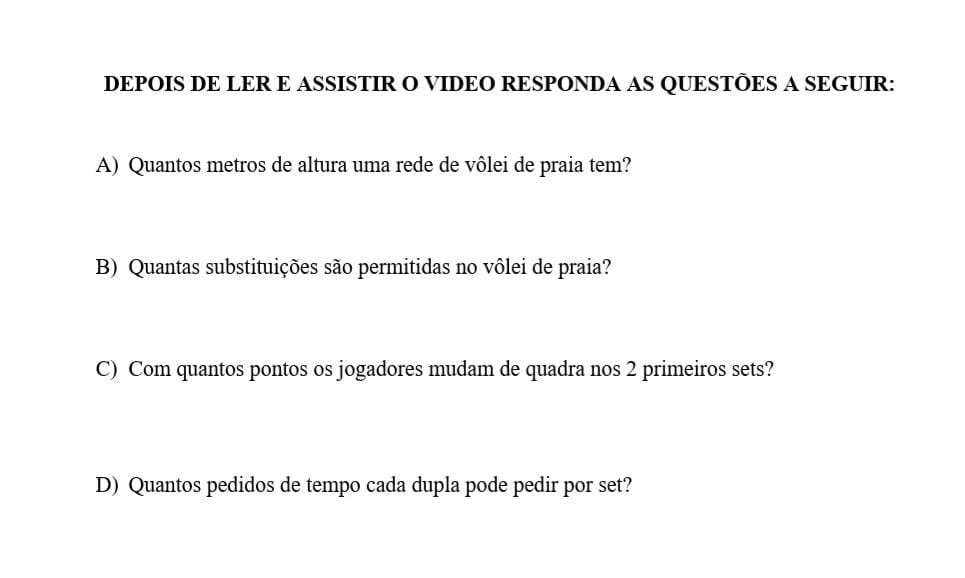 DEPOIS DE LER E ASSISTIR O VIDEO RESPONDA AS QUESTÕES A SEGUIR:
A) Quantos metros de altura uma rede de vôlei de praia tem?
B) Quantas substituições são permitidas no vôlei de praia?
C) Com quantos pontos os jogadores mudam de quadra nos 2 primeiros sets?
D) Quantos pedidos de tempo cada dupla pode pedir por set?